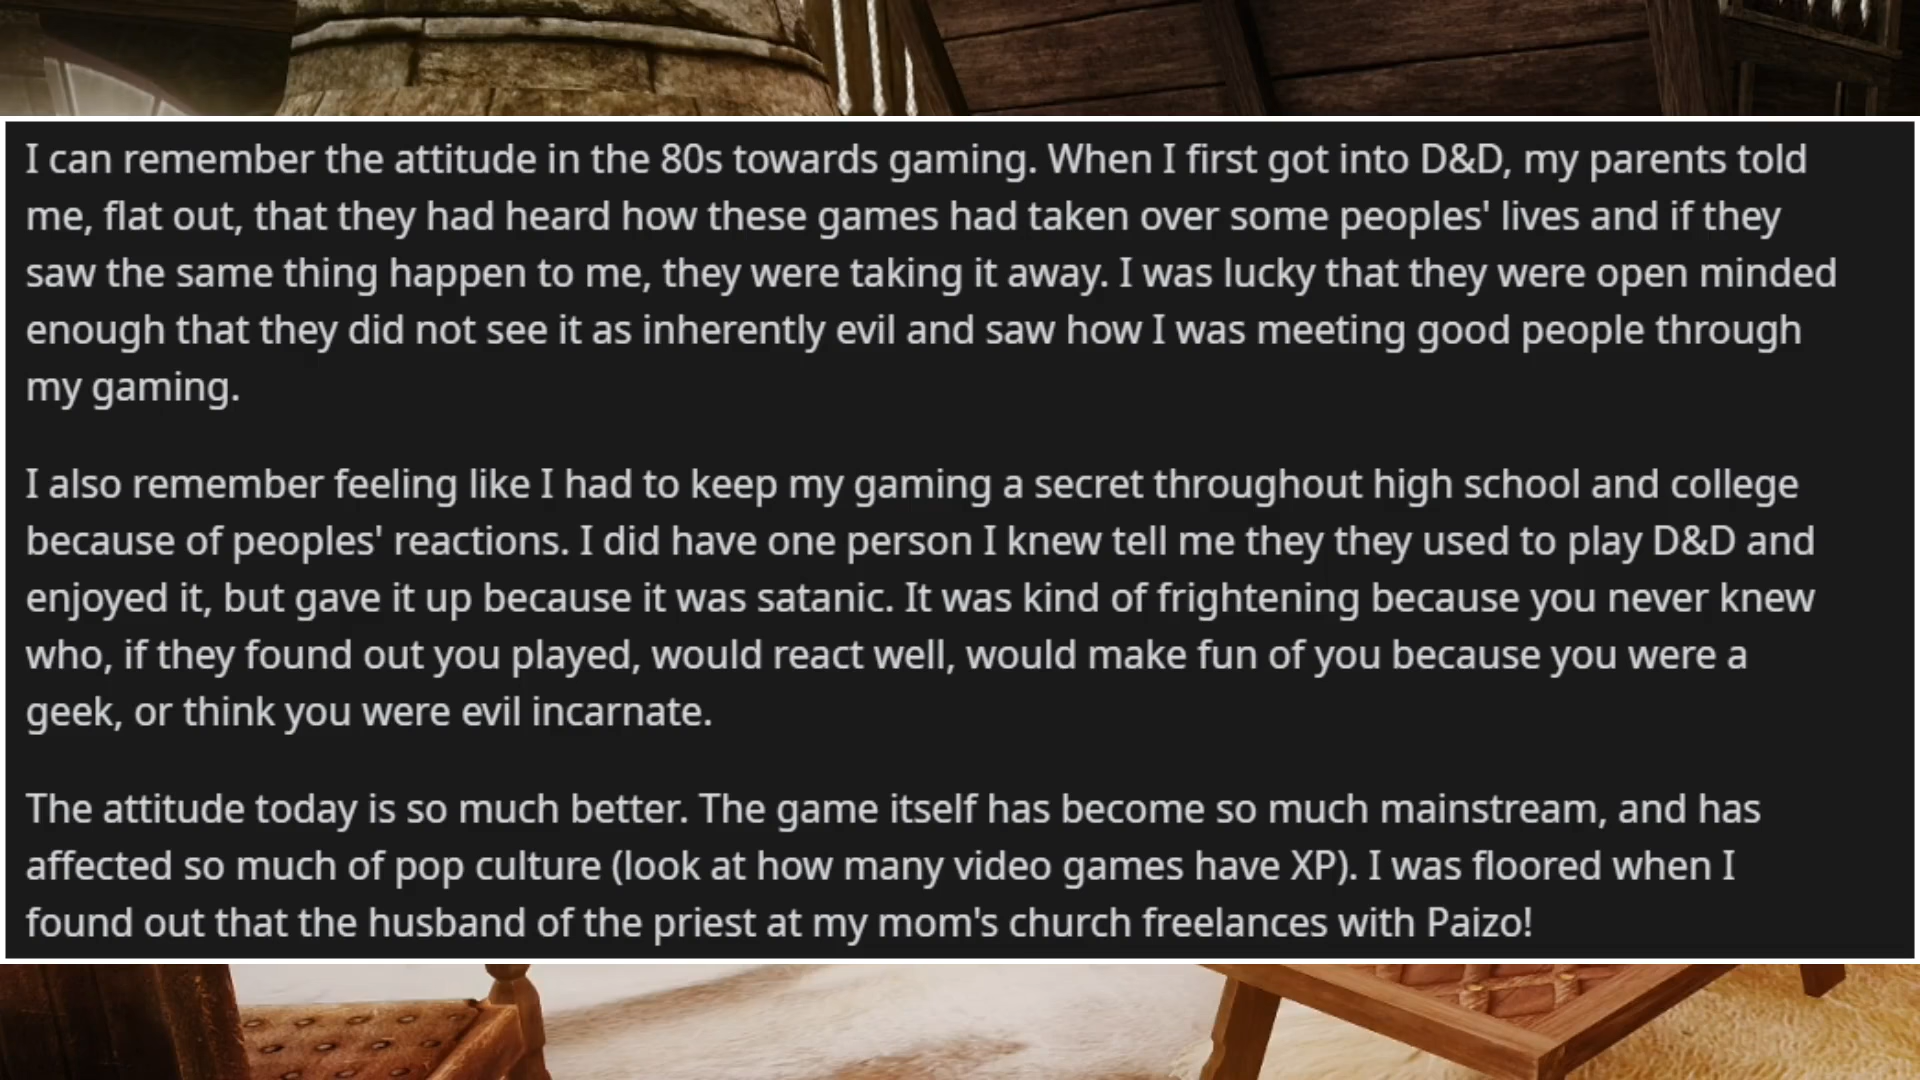 I can remember the attitude in the 80s towards gaming. When I first got into D&D, my parents told
me, flat out, that they had heard how these games had taken over some peoples' lives and if they
saw the same thing happen to me, they were taking it away. I was lucky that they were open minded
enough that they did not see it as inherently evil and saw how I was meeting good people through
my gaming.
I also remember feeling like I had to keep my gaming a secret throughout high school and college
because of peoples' reactions. I did have one person I knew tell me they they used to play D&D and
enjoyed it, but gave it up because it was satanic. It was kind of frightening because you never knew
who, if they found out you played, would react well, would make fun of you because you were a
geek, or think you were evil incarnate.
The attitude today is so much better. The game itself has become so much mainstream, and has
affected so much of pop culture (look at how many video games have XP). I was floored when I
found out that the husband of the priest at my mom's church freelances with Paizo!